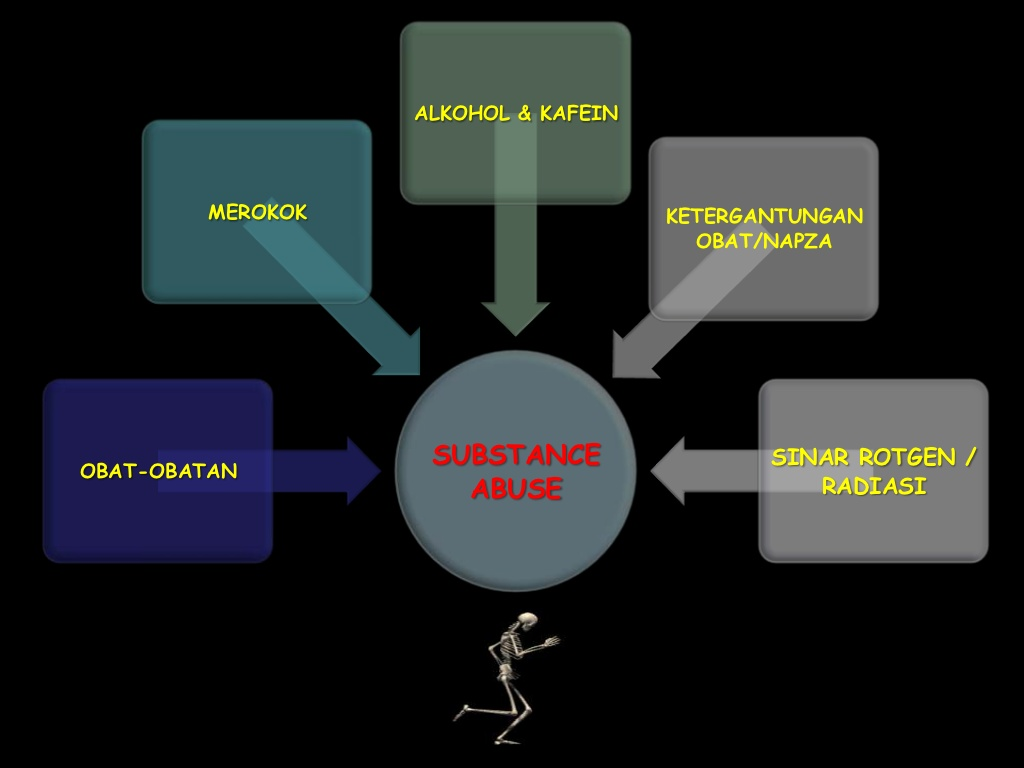 ALKOHOL & KAFEIN
MEROKOK
KETERGANTUNGAN
OBAT/NAPZA
OBAT-OBATAN
SUBSTANCE
ABUSE
SINAR ROTGEN /
RADIASI